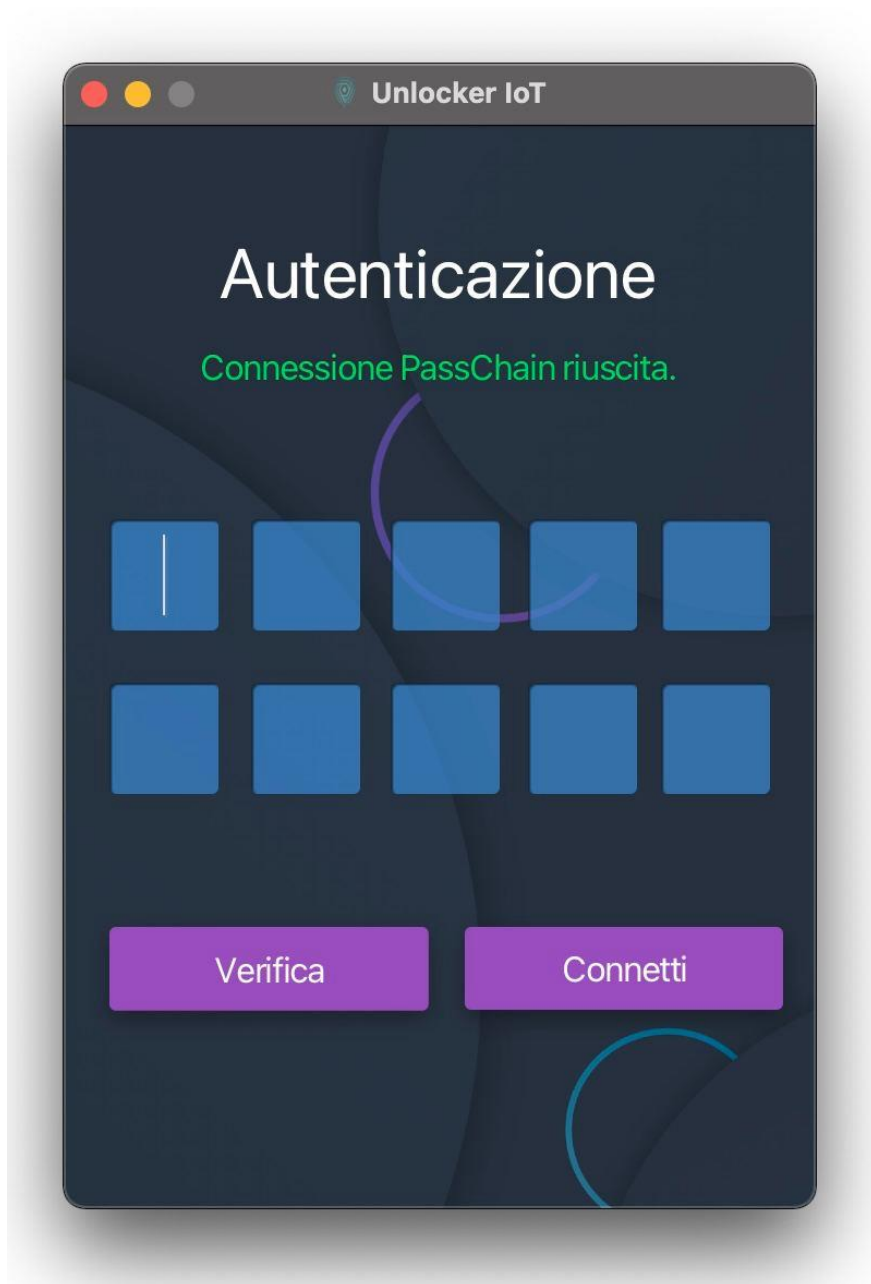 Unlocker IoT
Autenticazione
Connessione PassChain riuscita.
Verifica
Connetti